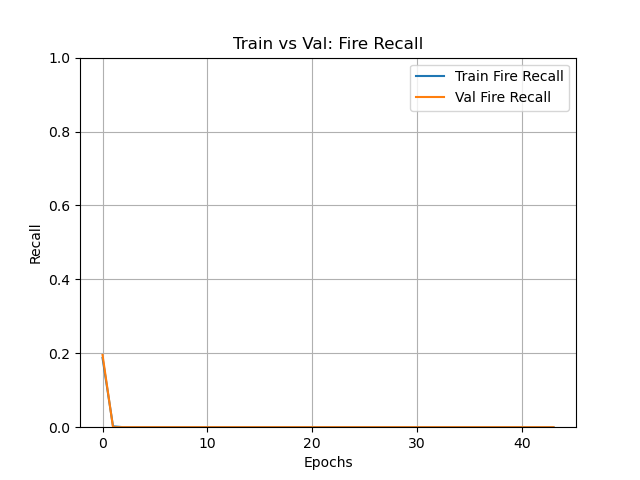 Train vs Val: Fire Recall
Train Fire Recall
Val Fire Recall
1.0
0.8
0.6
0.4
0.2
0.0
Recall
0 10 20 30 40
Epochs